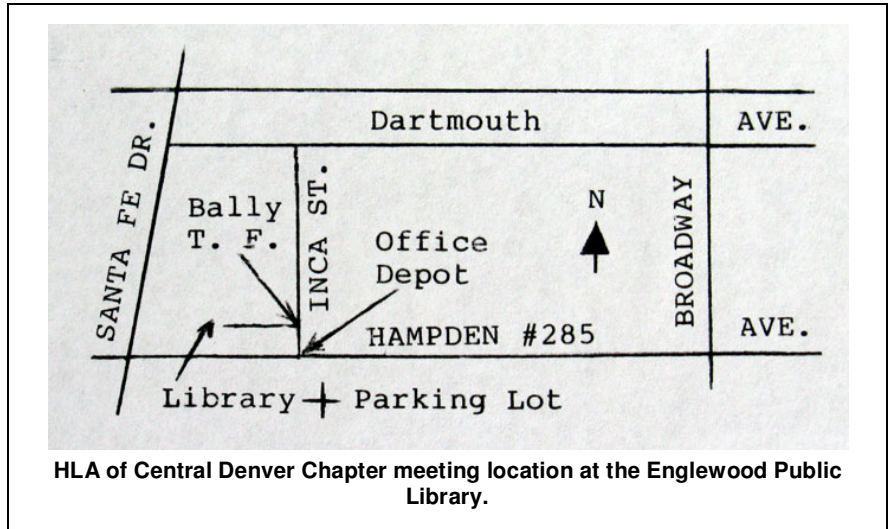 Dartmouth AVE.
SANTA FE DR.
Bally
T. F.
INCA ST.
Office
Depot
N
BROADWAY
HAMPDEN #285 AVE.
Library + Parking Lot
HLA of Central Denver Chapter meeting location at the Englewood Public
Library.